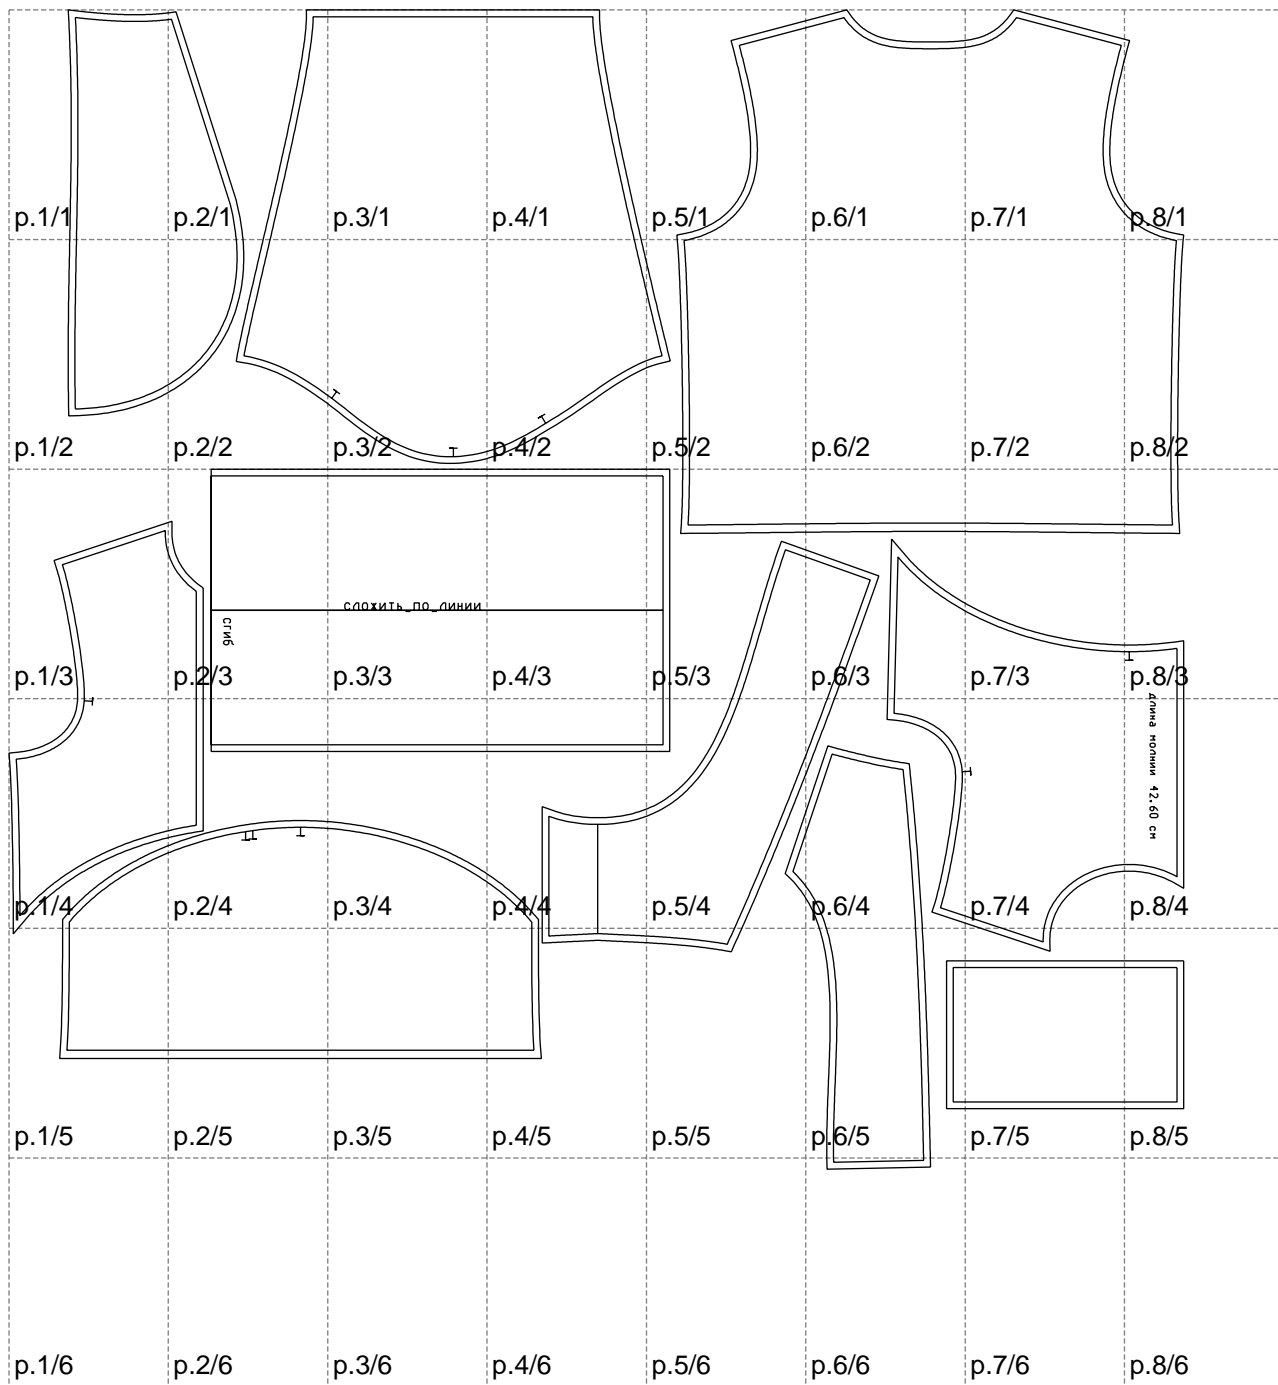 p.1/1 p.2/1 p.3/1 p.4/1 p.5/1 p.6/1 p.7/1 p.8/1
p.1/2 p.2/2 p.3/2 p.4/2 p.5/2 p.6/2 p.7/2 p.8/2
сложить_по_линии
сгиб
p.1/3 p.2/3 p.3/3 p.4/3 p.5/3 p.6/3 p.7/3 p.8/3
длина молнии 42.60 см
p.1/4 p.2/4 p.3/4 p.4/4 p.5/4 p.6/4 p.7/4 p.8/4
p.1/5 p.2/5 p.3/5 p.4/5 p.5/5 p.6/5 p.7/5 p.8/5
p.1/6 p.2/6 p.3/6 p.4/6 p.5/6 p.6/6 p.7/6 p.8/6